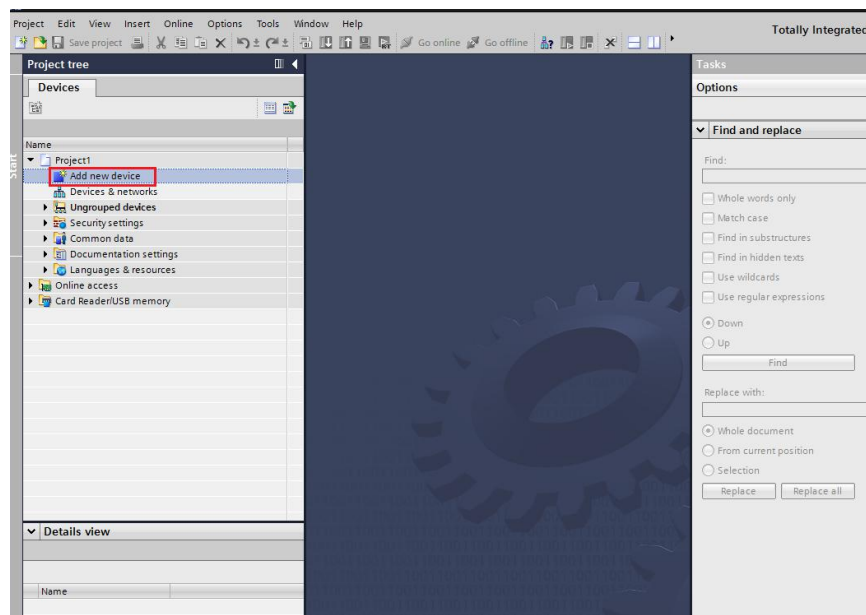 Project Edit View Insert Online Options Tools Window Help
Totally Integrated
Save project
Go online
Go offline
Start
Project tree
Devices
Name
Project1
Add new device
Devices & networks
Ungrouped devices
Security settings
Common data
Documentation settings
Languages & resources
Online access
Card Reader/USB memory
Details view
Name
Tasks
Options
Find and replace
Find:
Whole words only
Match case
Find in substructures
Find in hidden texts
Use wildcards
Use regular expressions
Down
Up
Find
Replace with:
Whole document
From current position
Selection
Replace Replace all